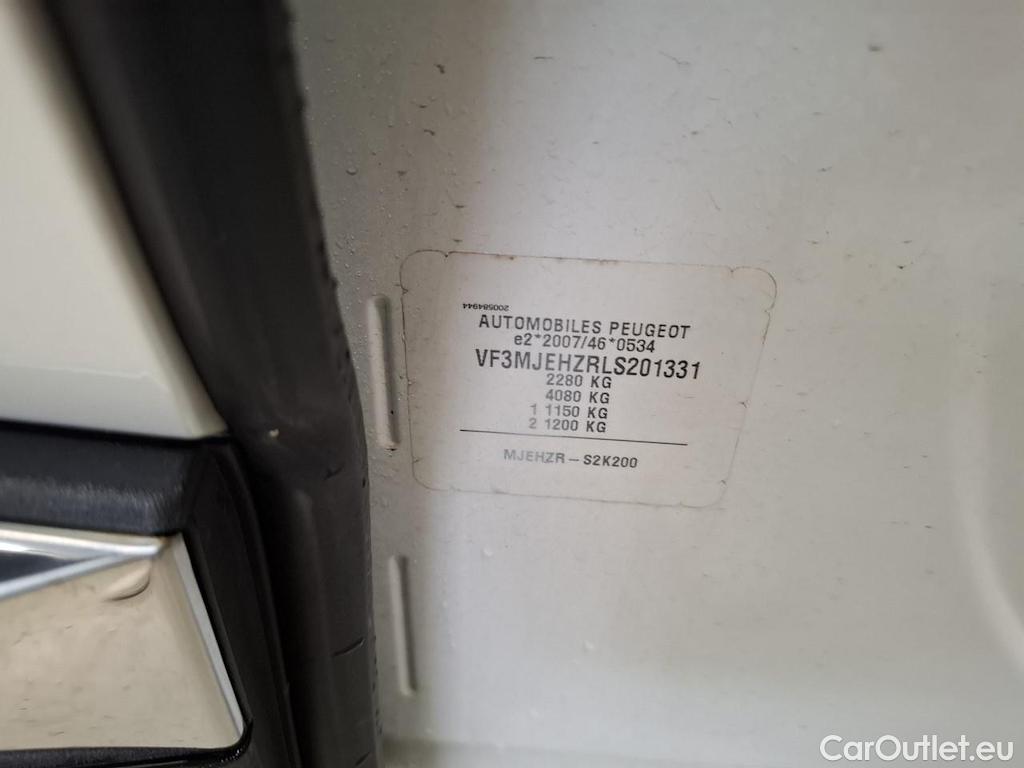 200584944
AUTOMOBILES PEUGEOT
e2*2007/46*0534
VF3MJEHZRLS201331
2280 KG
4080 KG
1 1150 KG
2 1200 KG
MJEHZR – S2K200
CarOutlet.eu